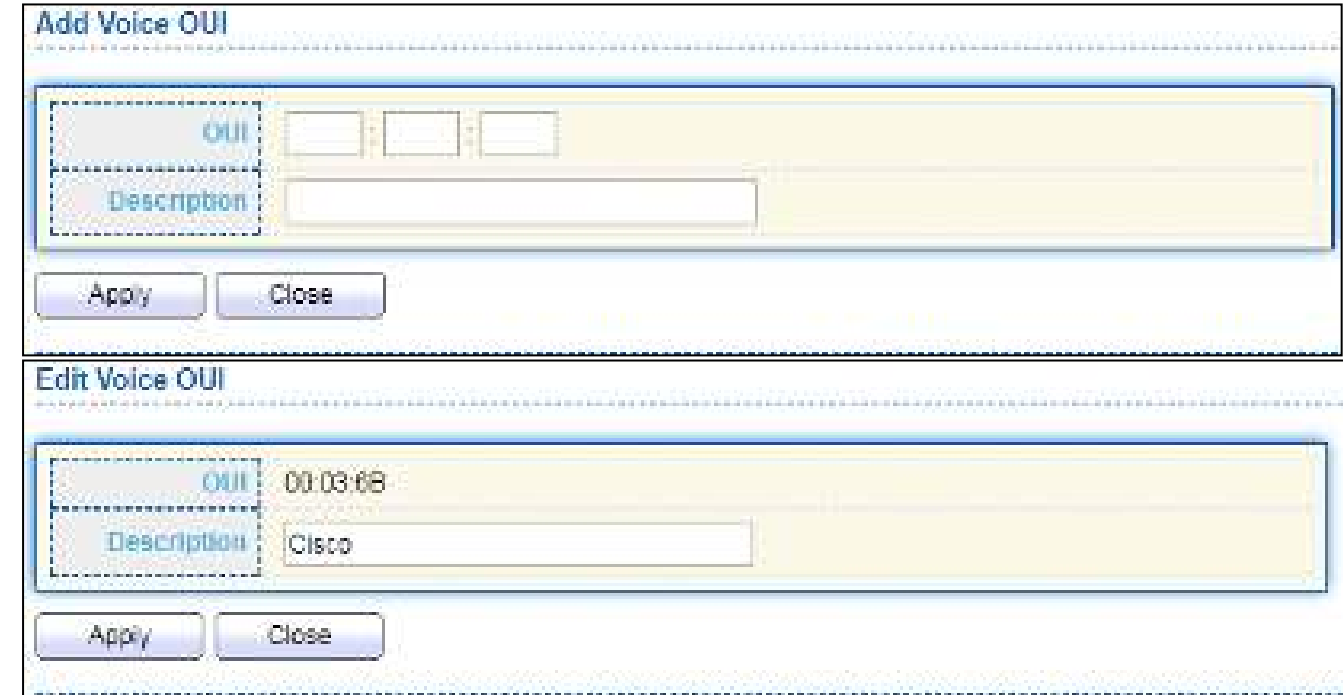 Add Voice OUI
OUI : :
Description
Apply Close
Edit Voice OUI
OUI 00:03:6B
Description Cisco
Apply Close